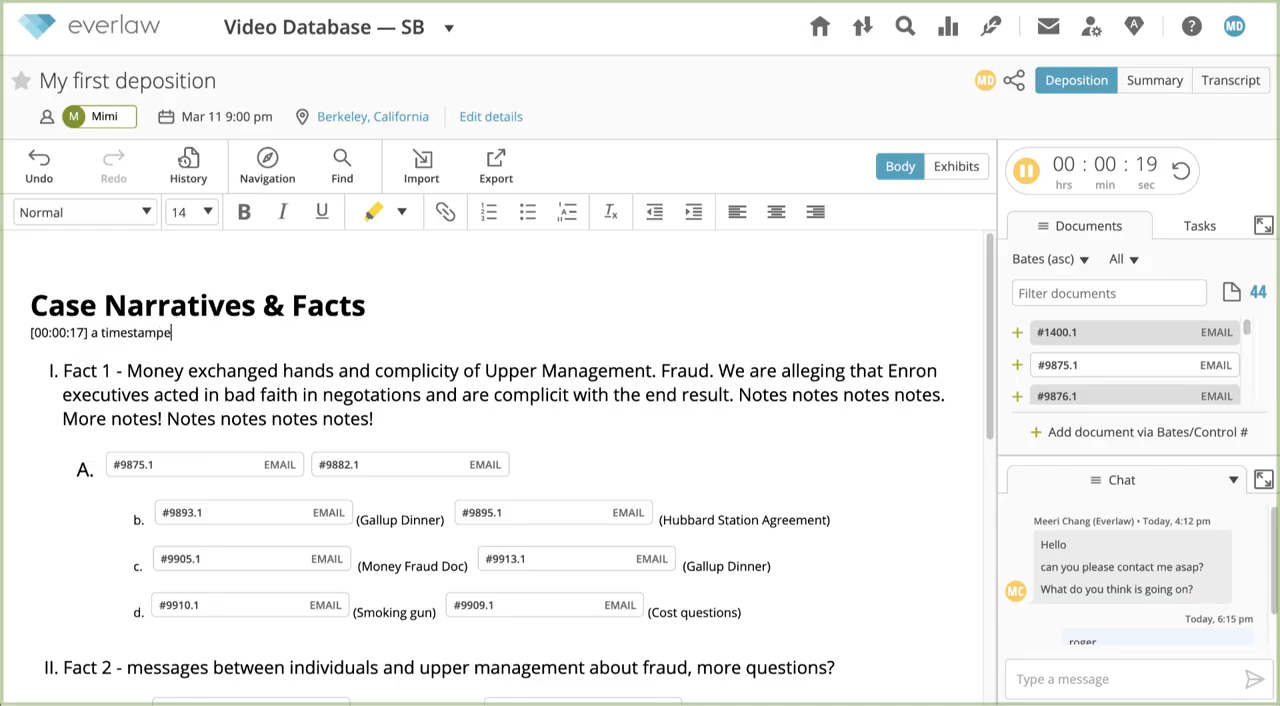 everlaw
Video Database — SB
A
?
MD
My first deposition
MD
Deposition
Summary
Transcript
M
Mimi
Mar 11 9:00 pm
Berkeley, California
Edit details
Undo
Redo
History
Navigation
Find
Import
Export
Body
Exhibits
00 : 00 : 19
hrs min sec
Normal
14
B I U
Documents
Tasks
Bates (asc)
All
Filter documents
44
#1400.1 EMAIL
#9875.1 EMAIL
#9876.1 EMAIL
+ Add document via Bates/Control #
Case Narratives & Facts
[00:00:17] a timestampe
I. Fact 1 - Money exchanged hands and complicity of Upper Management. Fraud. We are alleging that Enron
executives acted in bad faith in negotations and are complicit with the end result. Notes notes notes notes.
More notes! Notes notes notes notes!
A. #9875.1 EMAIL #9882.1 EMAIL
b. #9893.1 EMAIL (Gallup Dinner) #9895.1 EMAIL (Hubbard Station Agreement)
c. #9905.1 EMAIL (Money Fraud Doc) #9913.1 EMAIL (Gallup Dinner)
d. #9910.1 EMAIL (Smoking gun) #9909.1 EMAIL (Cost questions)
II. Fact 2 - messages between individuals and upper management about fraud, more questions?
Chat
Meeri Chang (Everlaw) • Today, 4:12 pm
Hello
can you please contact me asap?
What do you think is going on?
MC
Today, 6:15 pm
roger
Type a message